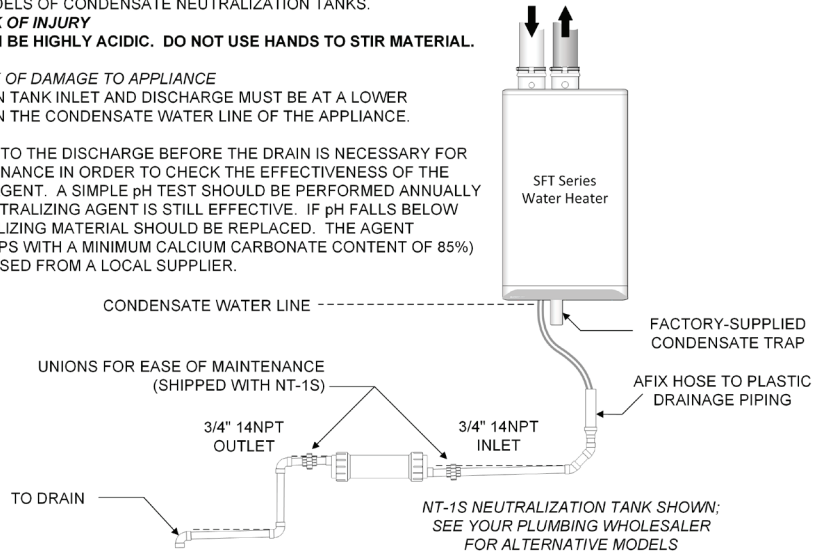 DELS OF CONDENSATE NEUTRALIZATION TANKS.
K OF INJURY
BE HIGHLY ACIDIC. DO NOT USE HANDS TO STIR MATERIAL.
OF DAMAGE TO APPLIANCE
N TANK INLET AND DISCHARGE MUST BE AT A LOWER
N THE CONDENSATE WATER LINE OF THE APPLIANCE.
TO THE DISCHARGE BEFORE THE DRAIN IS NECESSARY FOR
NANCE IN ORDER TO CHECK THE EFFECTIVENESS OF THE
GENT. A SIMPLE pH TEST SHOULD BE PERFORMED ANNUALLY
TRALIZING AGENT IS STILL EFFECTIVE. IF pH FALLS BELOW
LIZING MATERIAL SHOULD BE REPLACED. THE AGENT
PS WITH A MINIMUM CALCIUM CARBONATE CONTENT OF 85%)
SED FROM A LOCAL SUPPLIER.
SFT Series
Water Heater
CONDENSATE WATER LINE
FACTORY-SUPPLIED
CONDENSATE TRAP
UNIONS FOR EASE OF MAINTENANCE
(SHIPPED WITH NT-1S)
AFIX HOSE TO PLASTIC
DRAINAGE PIPING
3/4" 14NPT
OUTLET
3/4" 14NPT
INLET
TO DRAIN
NT-1S NEUTRALIZATION TANK SHOWN;
SEE YOUR PLUMBING WHOLESALER
FOR ALTERNATIVE MODELS